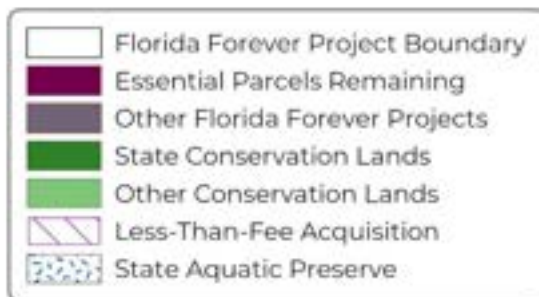 Florida Forever Project Boundary
Essential Parcels Remaining
Other Florida Forever Projects
State Conservation Lands
Other Conservation Lands
Less-Than-Fee Acquisition
State Aquatic Preserve